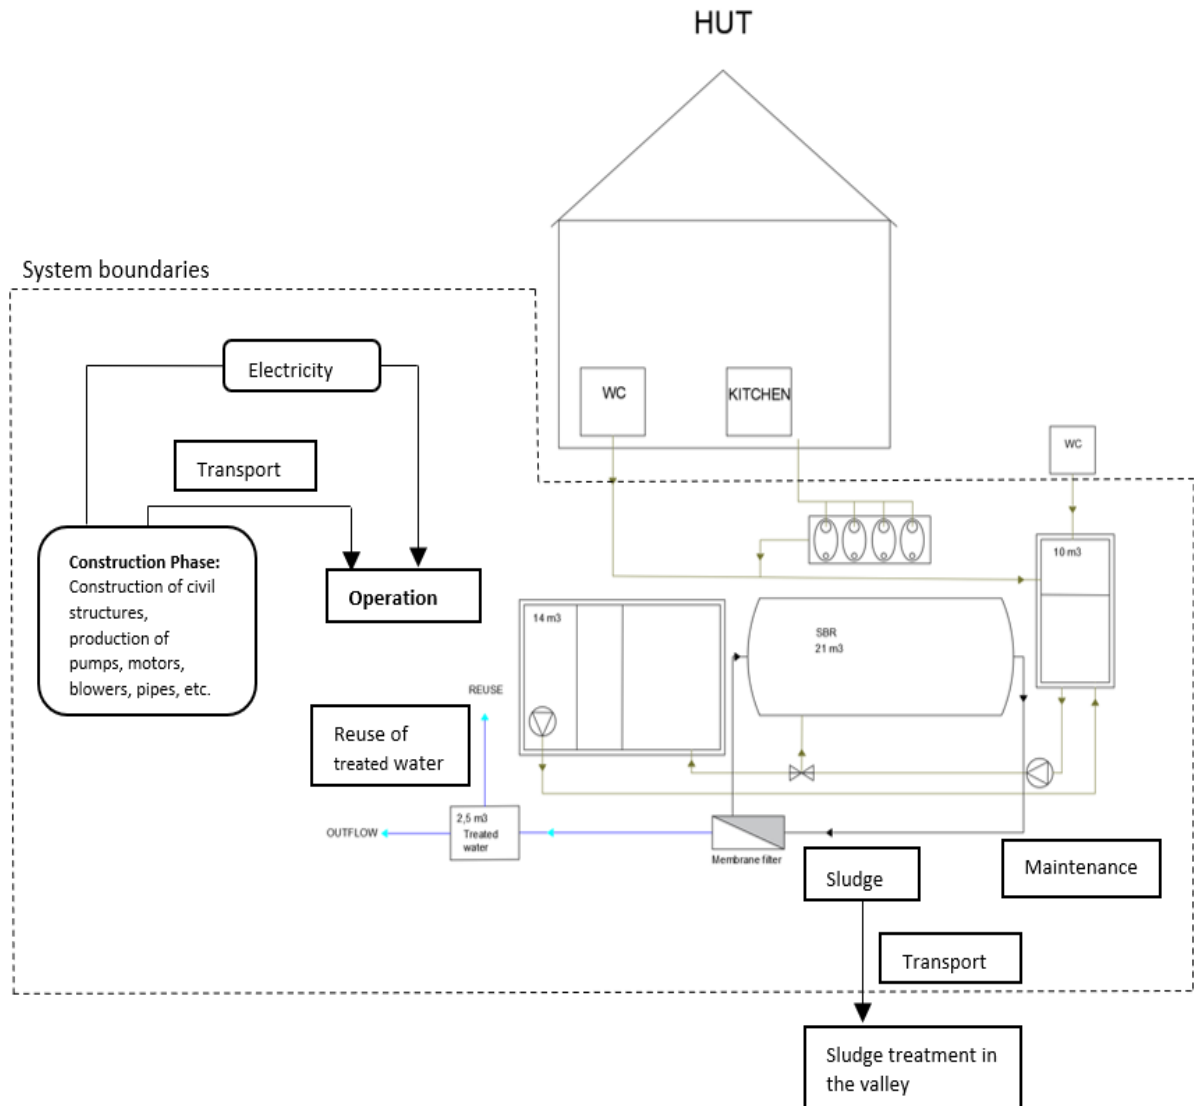 HUT
System boundaries
Electricity
WC
KITCHEN
WC
Transport
Construction Phase:
Construction of civil
structures,
production of
pumps, motors,
blowers, pipes, etc.
Operation
10 m3
14 m3
SBR
21 m3
REUSE
Reuse of
treated water
2,5 m3
Treated
water
OUTFLOW
Membrane filter
Sludge
Maintenance
Transport
Sludge treatment in
the valley